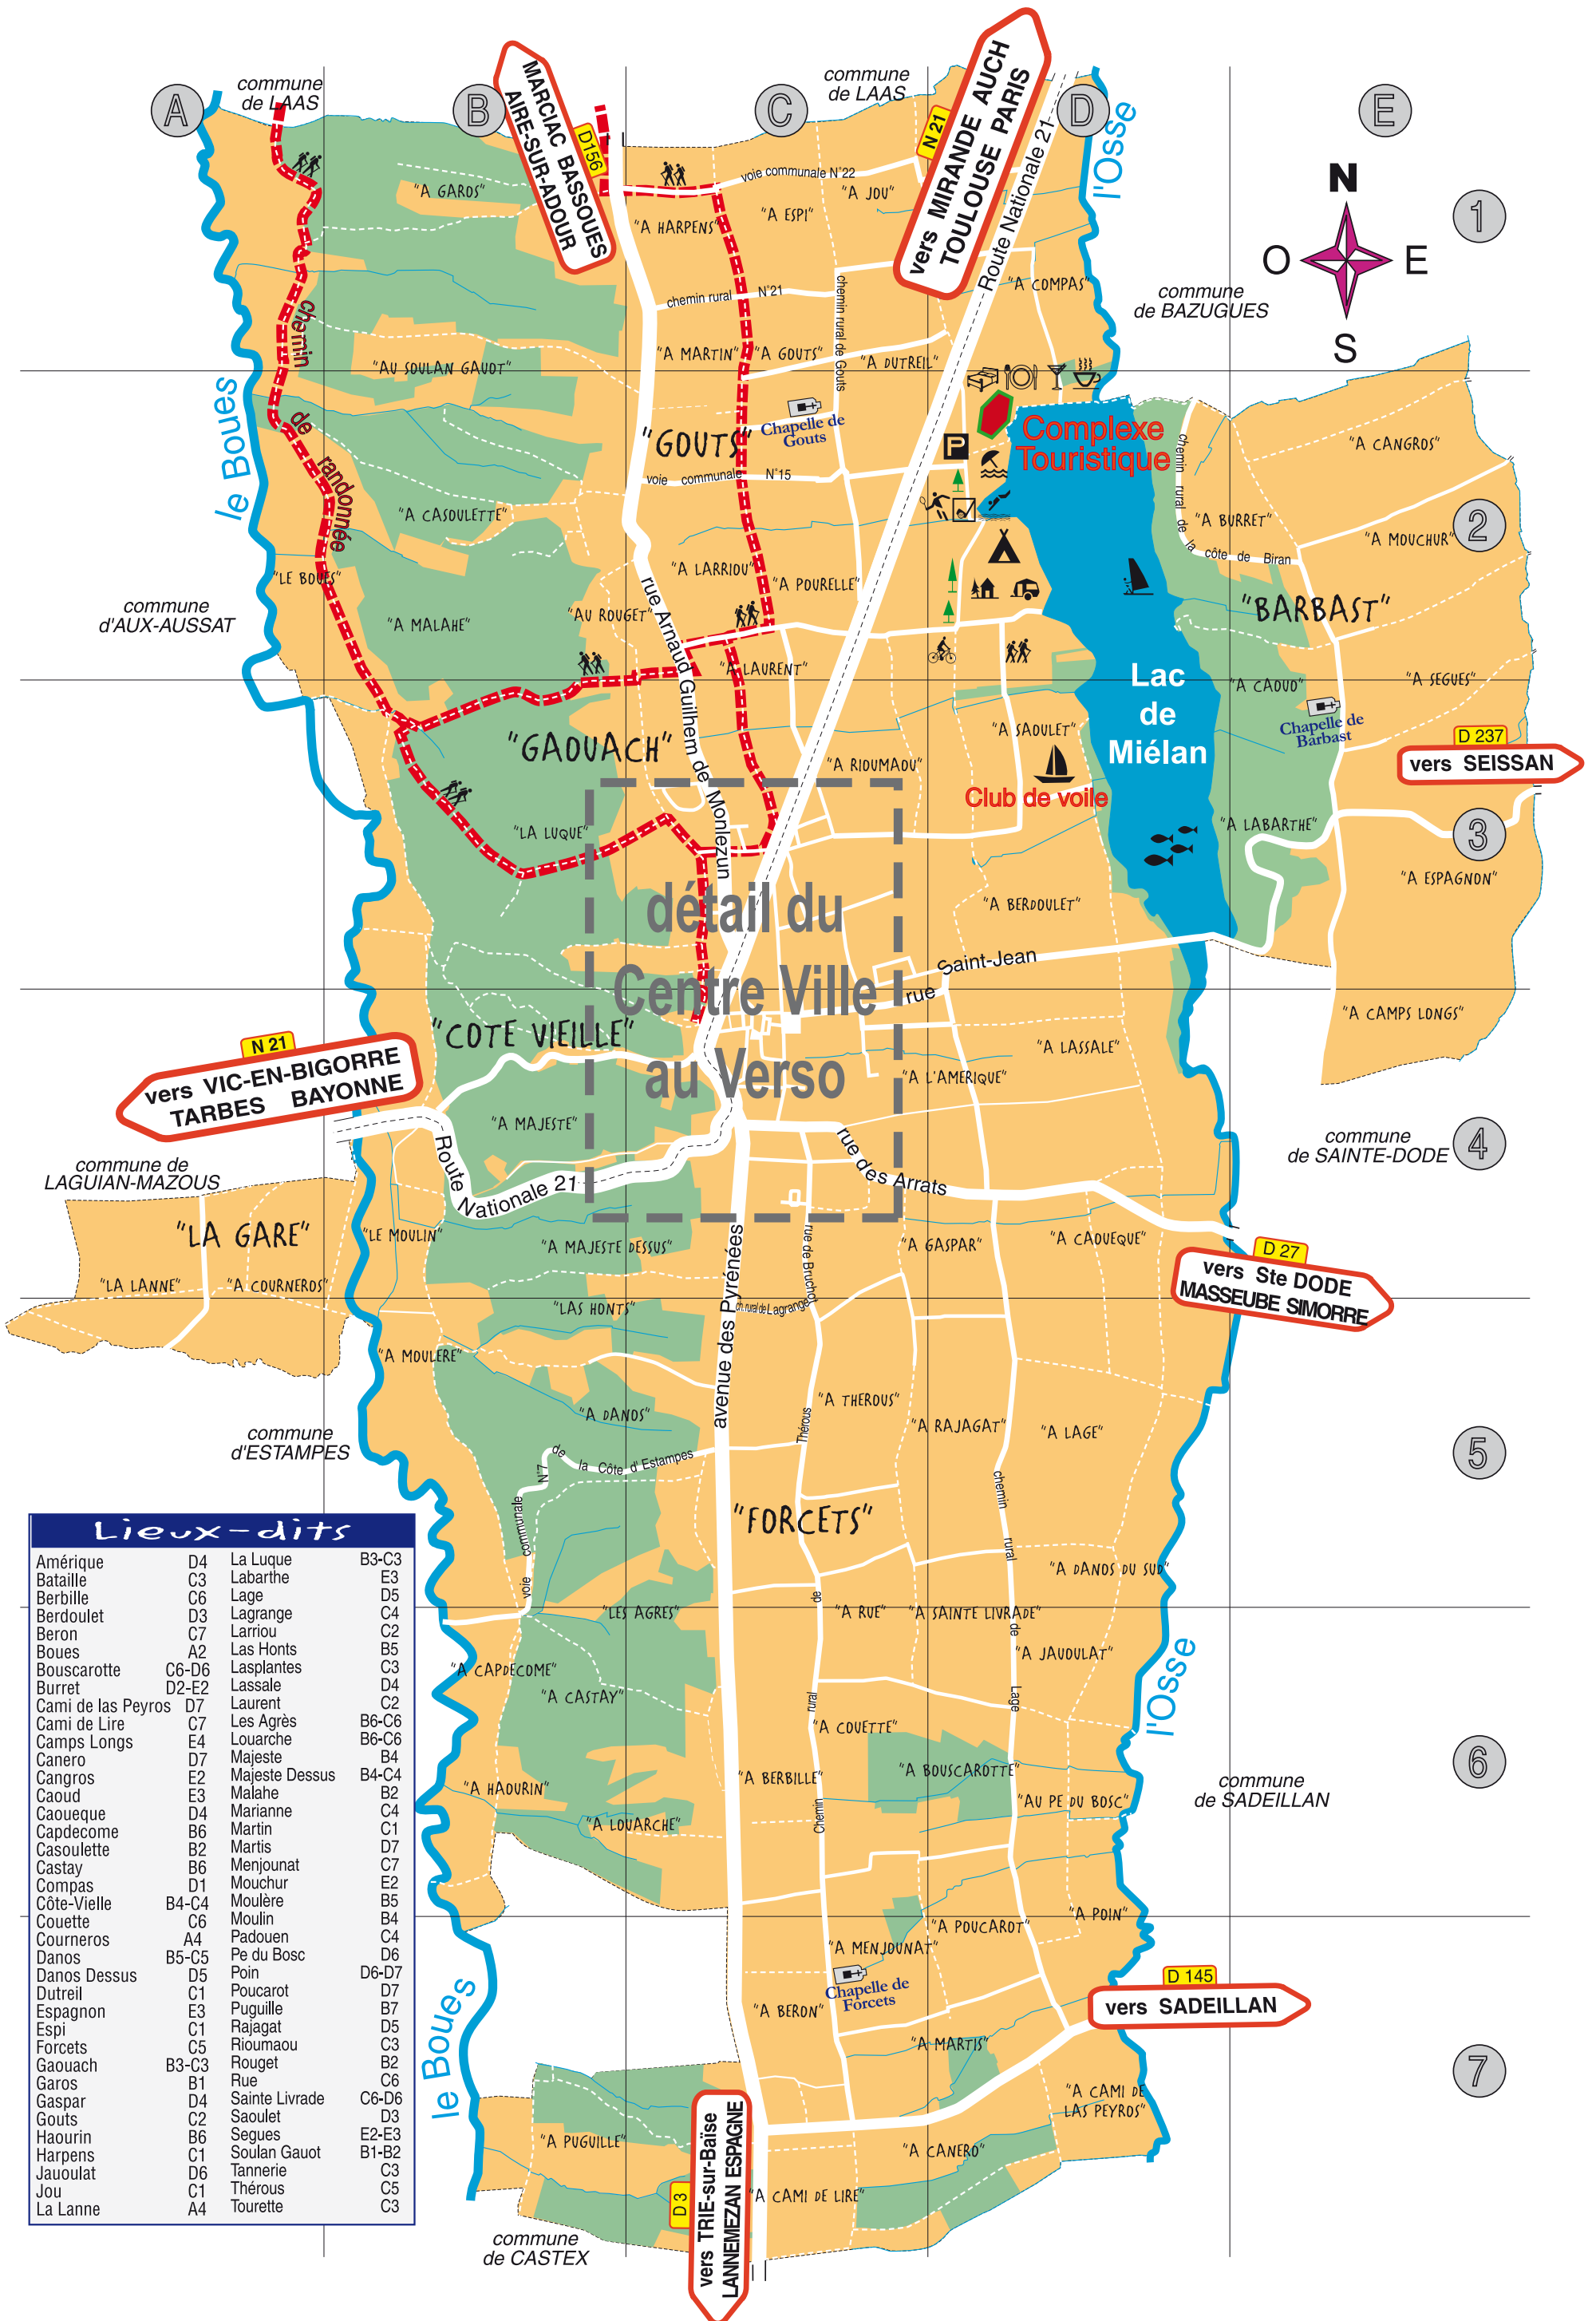 commune
de LAAS
commune
de LAAS
A
B
C
D
E
MARCIAC BASSOUES
AIRE-SUR-ADOUR
D156
N 21
vers MIRANDE AUCH
TOULOUSE PARIS
Route Nationale 21
l'Osse
N
O
E
S
1
"A GAROS"
voie communale N°22
"A JOU"
"A ESPI"
"A HARPENS"
"A COMPAS"
commune
de BAZUGUES
chemin rural N°21
chemin rural de Gouts
chemin
de
randonnée
"A MARTIN"
"A GOUTS"
"A DUTREIL"
"AU SOULAN GAUOT"
le Boues
"GOUTS"
Chapelle de
Gouts
P
Complexe
Touristique
voie communale N°15
chemin rural de la côte de Biran
"A CANGROS"
"A BURRET"
"A MOUCHUR"
2
"A CASOULETTE"
"LE BOUES"
"A LARRIOU"
"A POURELLE"
commune
d'AUX-AUSSAT
"A MALAHE"
"AU ROUGET"
"BARBAST"
rue Arnaud Guilhem de Monlezun
"A LAURENT"
Lac
de
Miélan
"A CAOUD"
"A SEGUES"
Chapelle de
Barbast
"GAOUACH"
"A SAOULET"
"A RIOUMAOU"
D 237
vers SEISSAN
Club de voile
"LA LUQUE"
"A LABARTHE"
3
"A ESPAGNON"
"A BERDOULET"
détail du
Centre Ville
au Verso
rue Saint-Jean
"A CAMPS LONGS"
"COTE VIEILLE"
"A LASSALE"
"A L'AMERIQUE"
N 21
vers VIC-EN-BIGORRE
TARBES BAYONNE
"A MAJESTE"
Route Nationale 21
rue des Arrats
commune
de SAINTE-DODE
4
commune de
LAGUIAN-MAZOUS
"LA GARE"
"LE MOULIN"
"A MAJESTE DESSUS"
"A GASPAR"
"A CAOUEQUE"
D 27
vers Ste DODE
MASSEUBE SIMORRE
"LA LANNE"
"A COURNEROS"
avenue des Pyrénées
rue de Bruchot
ch. rural de Lagrange
"LAS HONTS"
"A MOULERE"
"A THEROUS"
"A DANOS"
"A RAJAGAT"
"A LAGE"
commune
d'ESTAMPES
5
voie communale N°7 de la Côte d'Estampes
"FORCETS"
Chemin rural de Thérous
chemin rural de Lage
"A DANOS DU SUD"
"LES AGRES"
"A RUE"
"A SAINTE LIVRADE"
"A JAUOULAT"
l'Osse
"A CAPDECOME"
"A CASTAY"
"A COUETTE"
"A BERBILLE"
"A BOUSCAROTTE"
6
"A HAOURIN"
"AU PE DU BOSC"
commune
de SADEILLAN
"A LOUARCHE"
"A POIN"
"A POUCAROT"
"A MENJOUNAT"
Chapelle de
Forcets
D 145
vers SADEILLAN
"A BERON"
"A MARTIS"
le Boues
7
"A CAMI DE
LAS PEYROS"
"A PUGUILLE"
"A CANERO"
"A CAMI DE LIRE"
D 3
vers TRIE-sur-Baïse
LANNEMEZAN ESPAGNE
commune
de CASTEX
Lieux-dits
Amérique D4
Bataille C3
Berbille C6
Berdoulet D3
Beron C7
Boues A2
Bouscarotte C6-D6
Burret D2-E2
Cami de las Peyros D7
Cami de Lire C7
Camps Longs E4
Canero D7
Cangros E2
Caoud E3
Caoueque D4
Capdecome B6
Casoulette B2
Castay B6
Compas D1
Côte-Vielle B4-C4
Couette C6
Courneros A4
Danos B5-C5
Danos Dessus D5
Dutreil C1
Espagnon E3
Espi C1
Forcets C5
Gaouach B3-C3
Garos B1
Gaspar D4
Gouts C2
Haourin B6
Harpens C1
Jauoulat D6
Jou C1
La Lanne A4
La Luque B3-C3
Labarthe E3
Lage D5
Lagrange C4
Larriou C2
Las Honts B5
Lasplantes C3
Lassale D4
Laurent C2
Les Agrès B6-C6
Louarche B6-C6
Majeste B4
Majeste Dessus B4-C4
Malahe B2
Marianne C4
Martin C1
Martis D7
Menjounat C7
Mouchur E2
Moulère B5
Moulin B4
Padouen C4
Pe du Bosc D6
Poin D6-D7
Poucarot D7
Puguille B7
Rajagat D5
Rioumaou C3
Rouget B2
Rue C6
Sainte Livrade C6-D6
Saoulet D3
Segues E2-E3
Soulan Gauot B1-B2
Tannerie C3
Thérous C5
Tourette C3